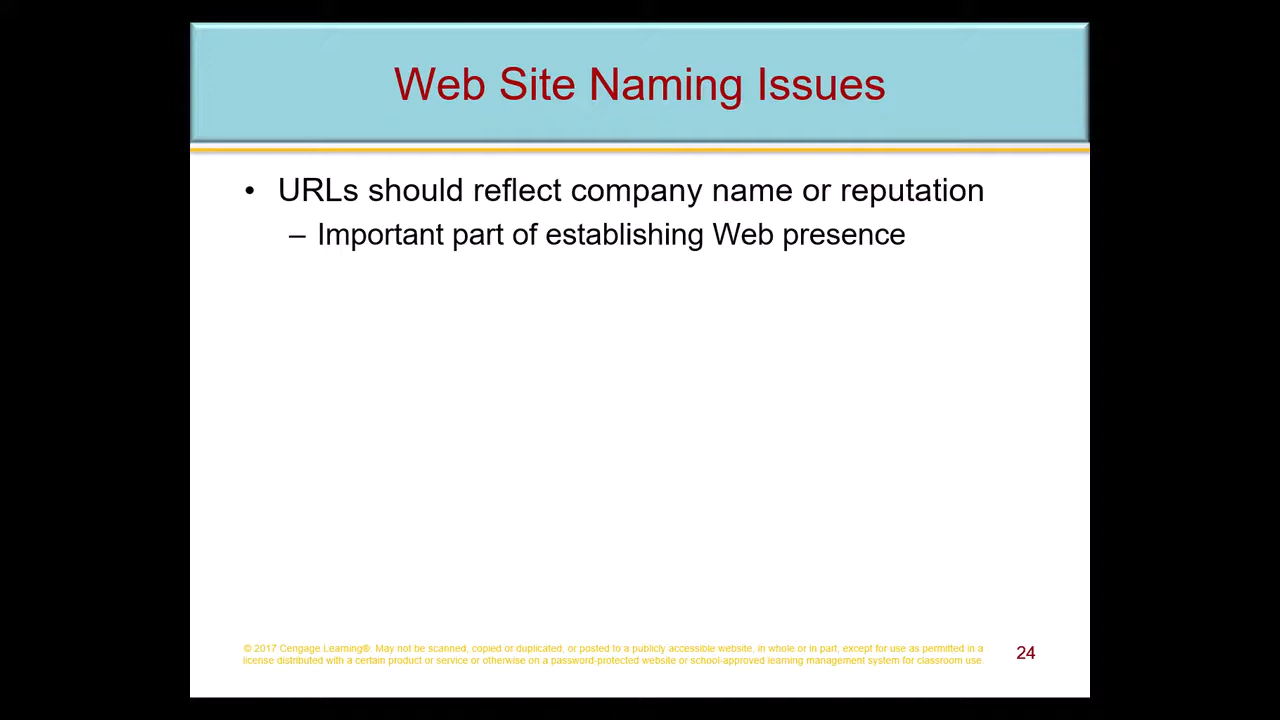 Web Site Naming Issues
• URLs should reflect company name or reputation
– Important part of establishing Web presence
© 2017 Cengage Learning®. May not be scanned, copied or duplicated, or posted to a publicly accessible website, in whole or in part, except for use as permitted in a
license distributed with a certain product or service or otherwise on a password-protected website or school-approved learning management system for classroom use.
24